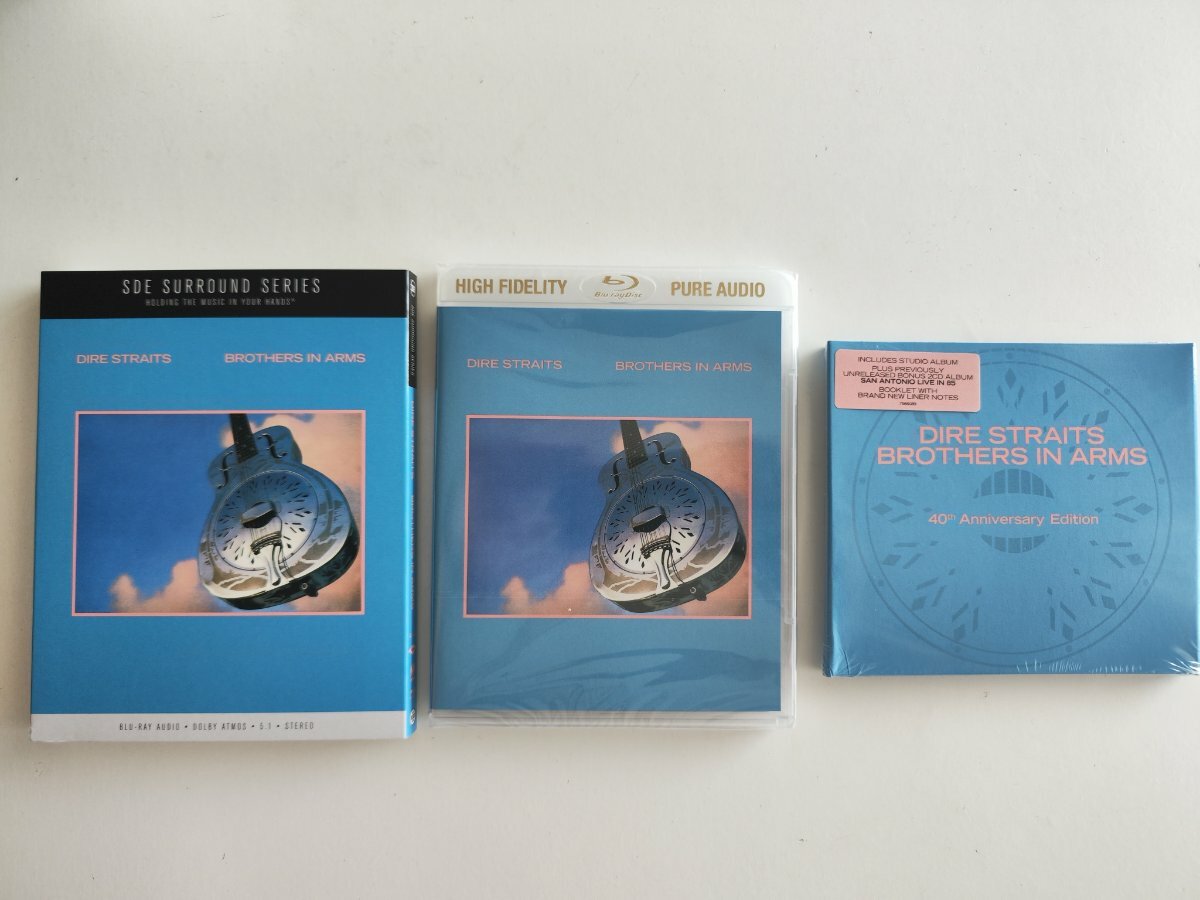 SDE SURROUND SERIES
HOLDING THE MUSIC IN YOUR HANDS
DIRE STRAITS BROTHERS IN ARMS
BLU-RAY AUDIO • DOLBY ATMOS • 5.1 • STEREO
HIGH FIDELITY Blu-ray Disc PURE AUDIO
DIRE STRAITS BROTHERS IN ARMS
INCLUDES STUDIO ALBUM
PLUS PREVIOUSLY
UNRELEASED BONUS 2CD ALBUM
SAN ANTONIO LIVE IN 85
BOOKLET WITH
BRAND NEW LINER NOTES
DIRE STRAITS
BROTHERS IN ARMS
40th Anniversary Edition